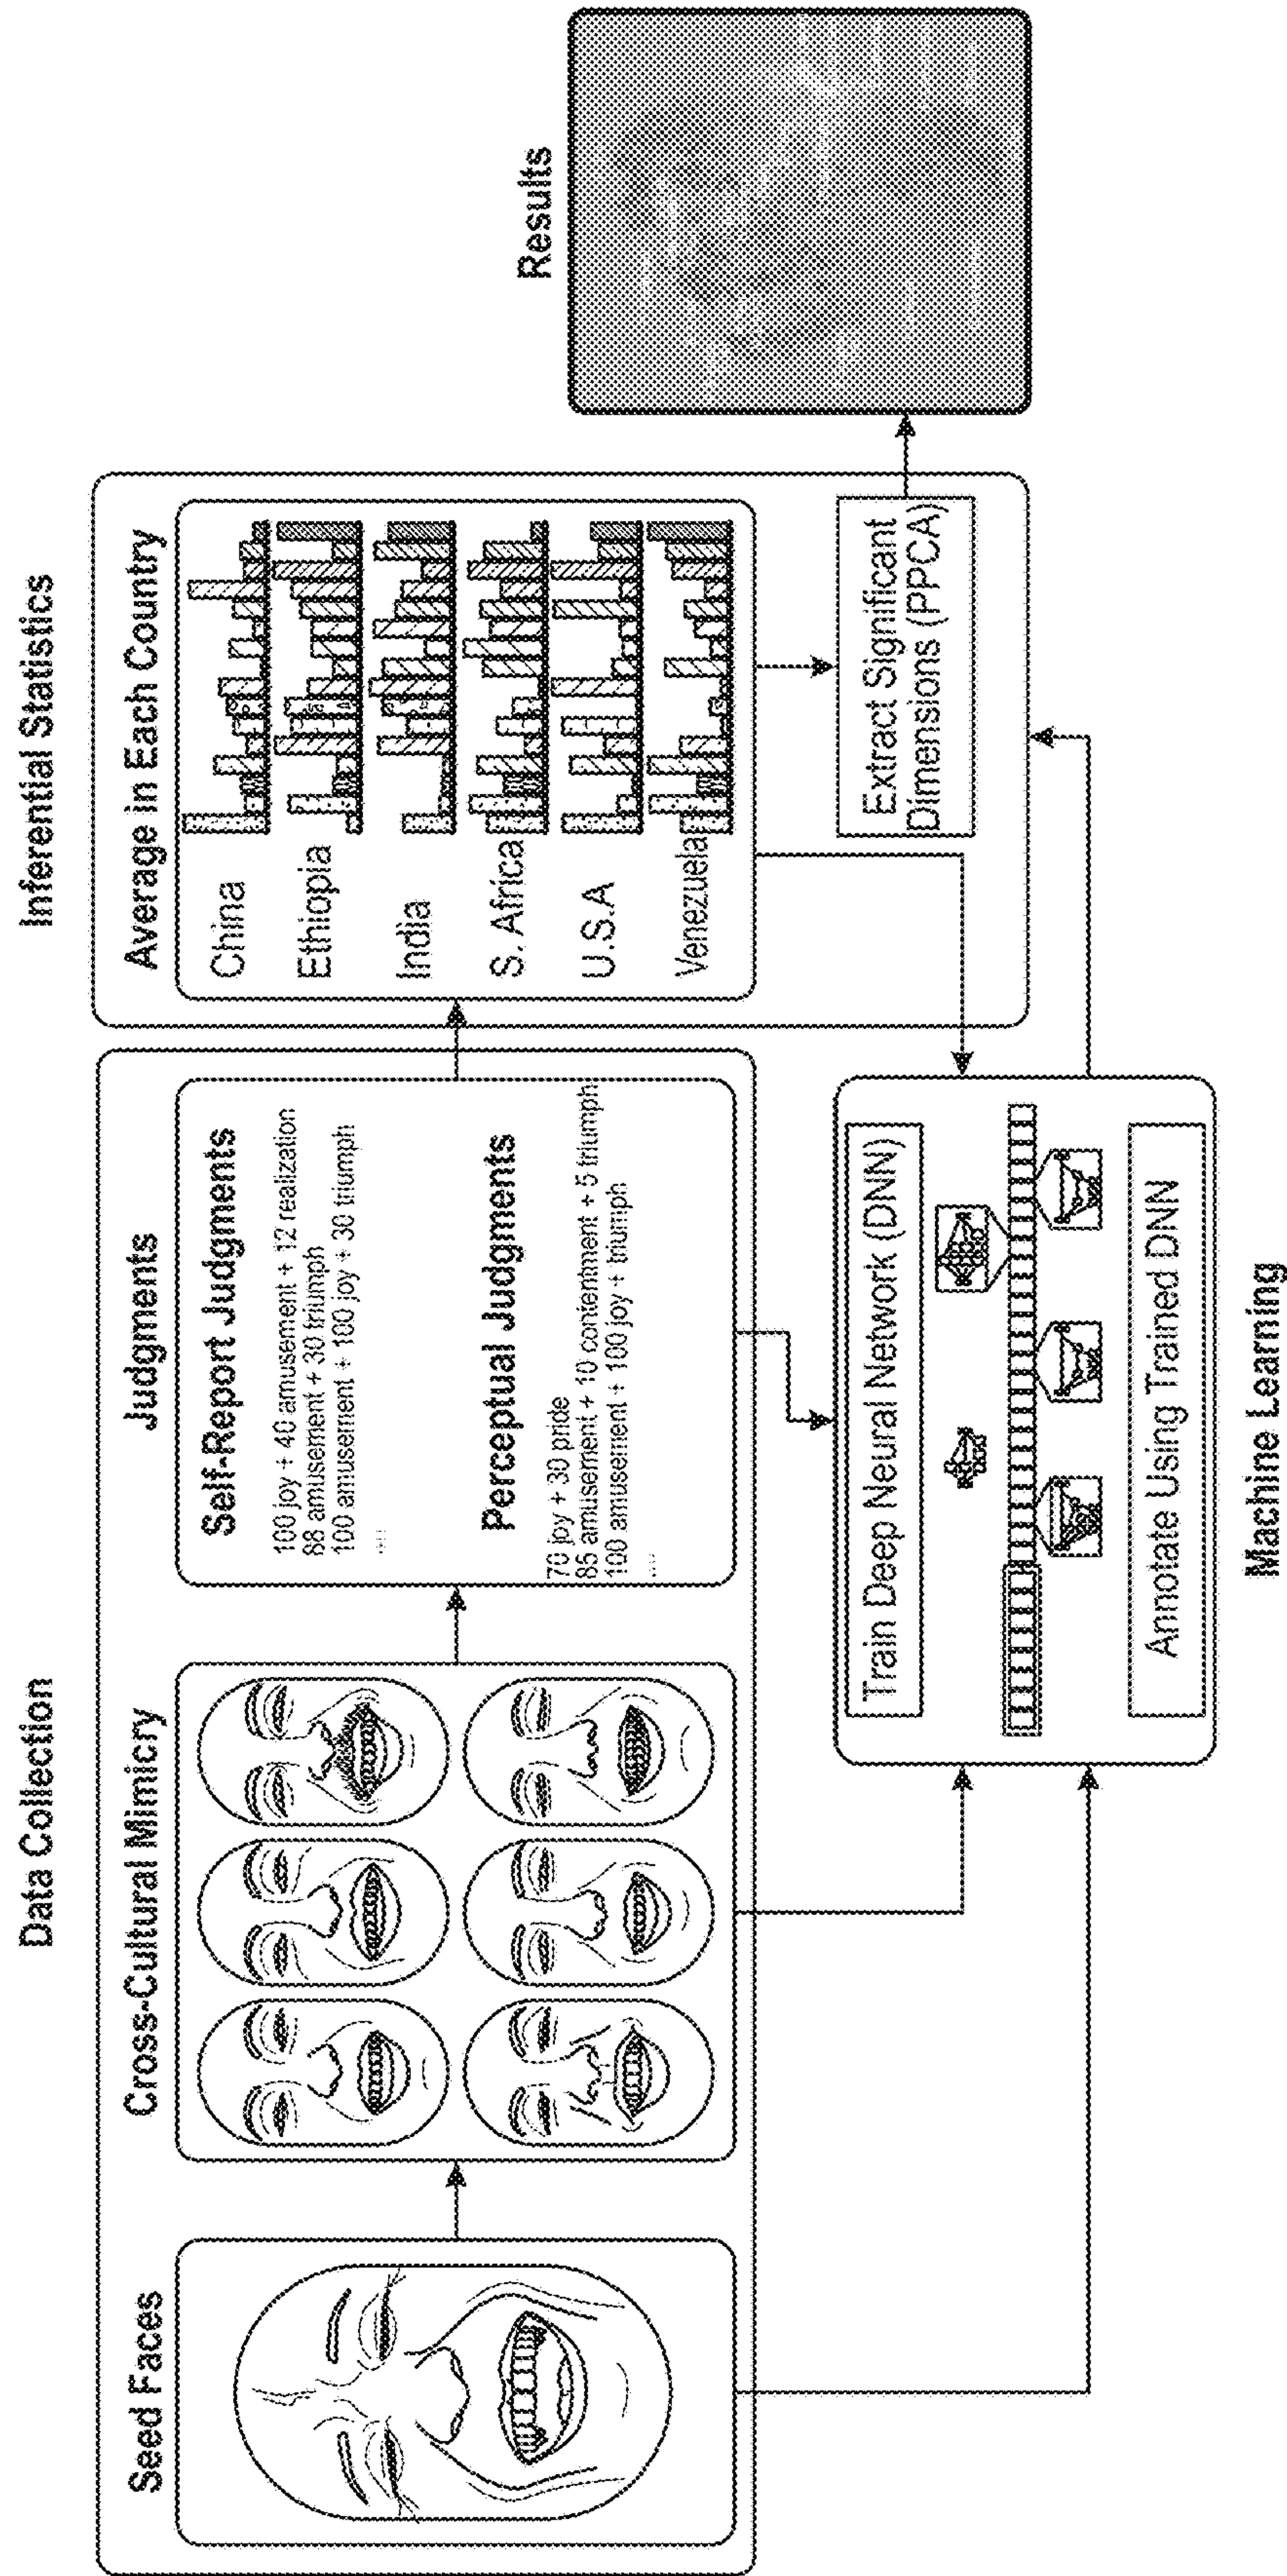 Data Collection
Inferential Statistics
Seed Faces
Cross-Cultural Mimicry
Judgments
Self-Report Judgments
100 joy + 40 amusement + 12 realization
88 amusement + 30 triumph
100 amusement + 100 joy + 30 triumph
...
Perceptual Judgments
70 joy + 30 pride
85 amusement + 10 contentment + 5 triumph
100 amusement + 100 joy + triumph
...
Average in Each Country
China
Ethiopia
India
S. Africa
U.S.A
Venezuela
Extract Significant
Dimensions (PPCA)
Results
Train Deep Neural Network (DNN)
Annotate Using Trained DNN
Machine Learning